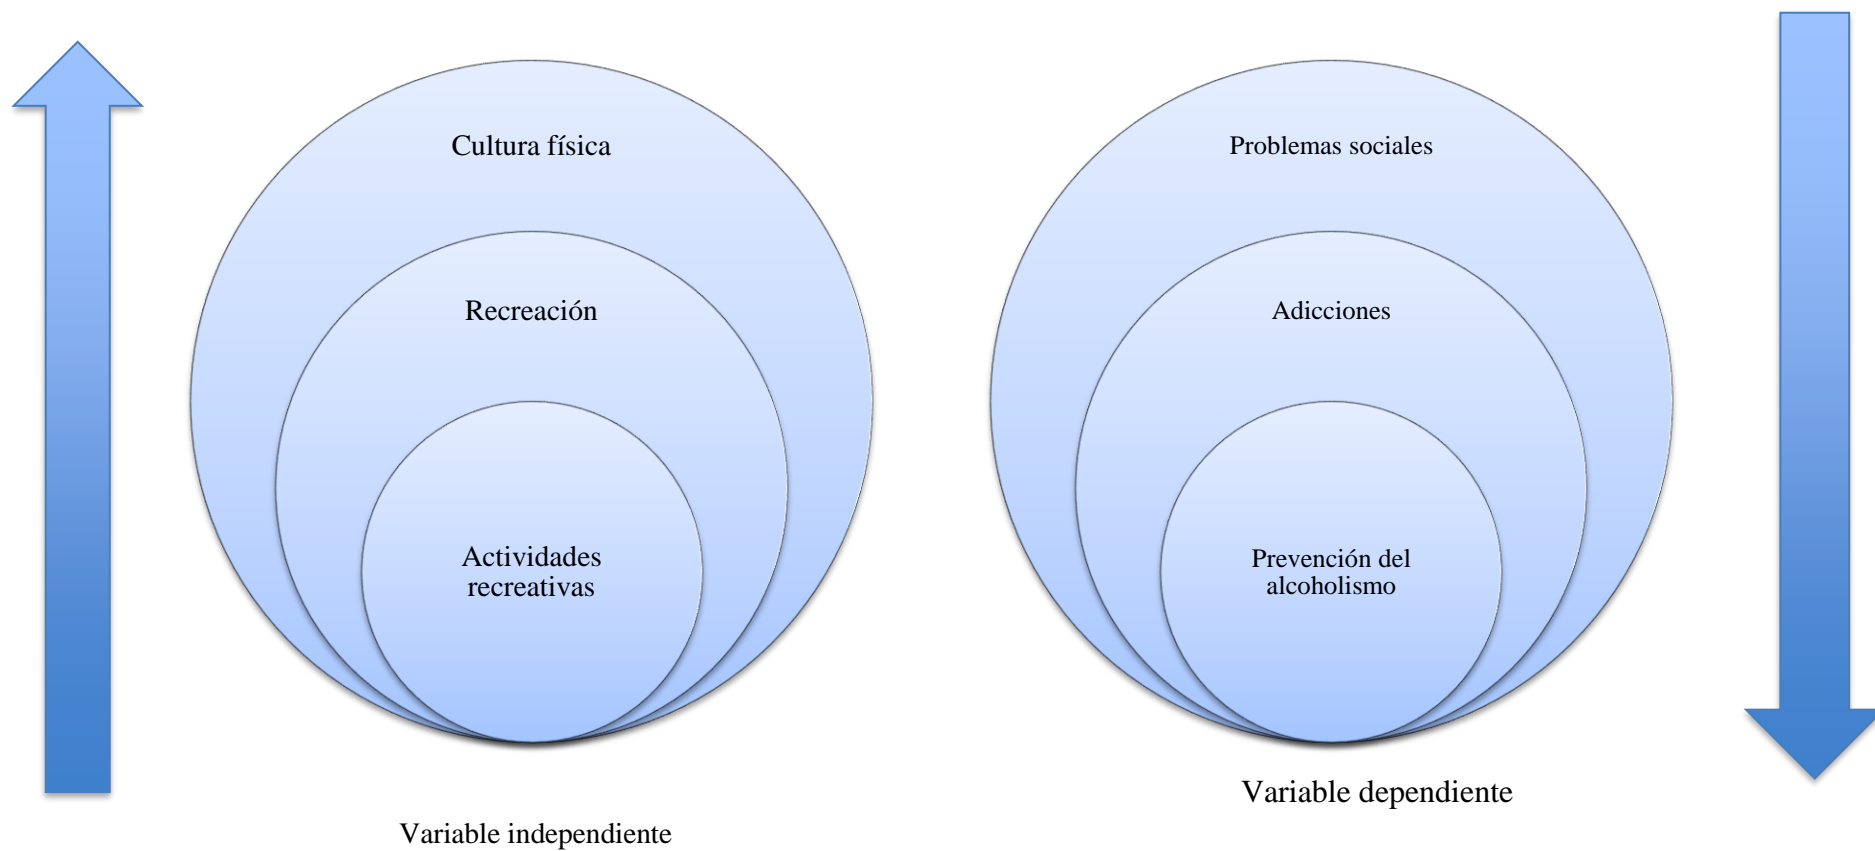 Cultura física
Recreación
Actividades
recreativas
Variable independiente
Problemas sociales
Adicciones
Prevención del
alcoholismo
Variable dependiente